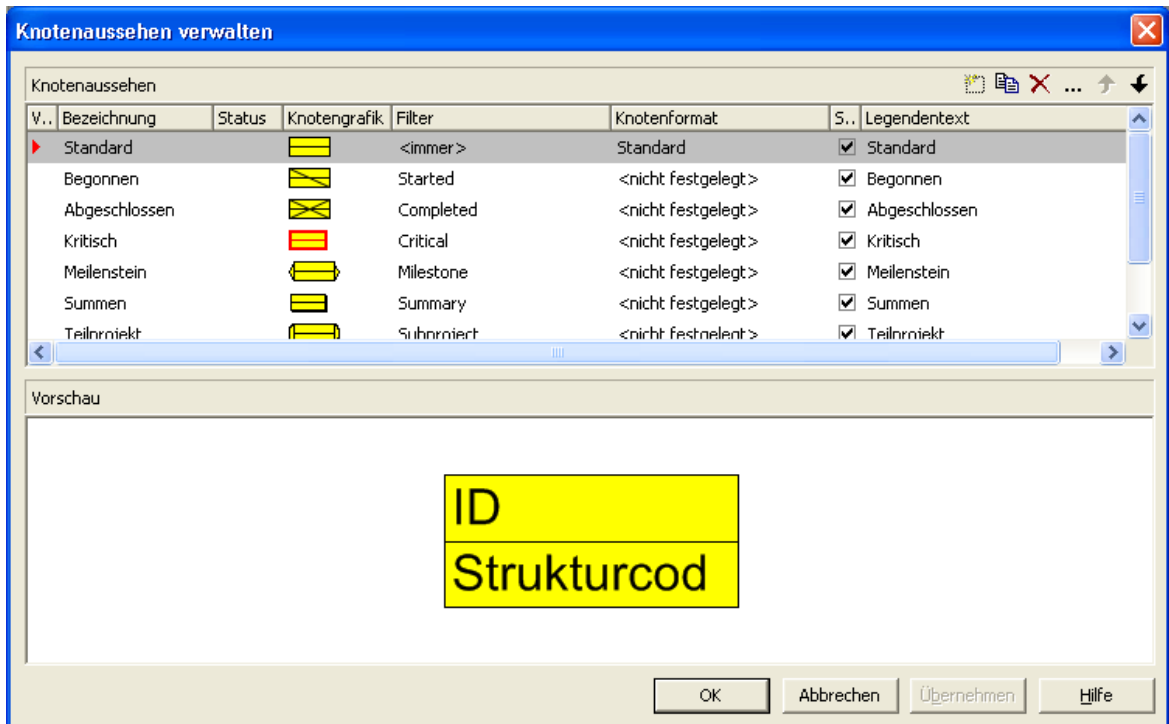 Knotenaussehen verwalten
Knotenaussehen ...
V.. Bezeichnung Status Knotengrafik Filter Knotenformat S.. Legendentext
Standard <immer> Standard Standard
Begonnen Started <nicht festgelegt> Begonnen
Abgeschlossen Completed <nicht festgelegt> Abgeschlossen
Kritisch Critical <nicht festgelegt> Kritisch
Meilenstein Milestone <nicht festgelegt> Meilenstein
Summen Summary <nicht festgelegt> Summen
Teilprojekt Subproject <nicht festgelegt> Teilprojekt
Vorschau
ID
Strukturcod
OK Abbrechen Übernehmen Hilfe